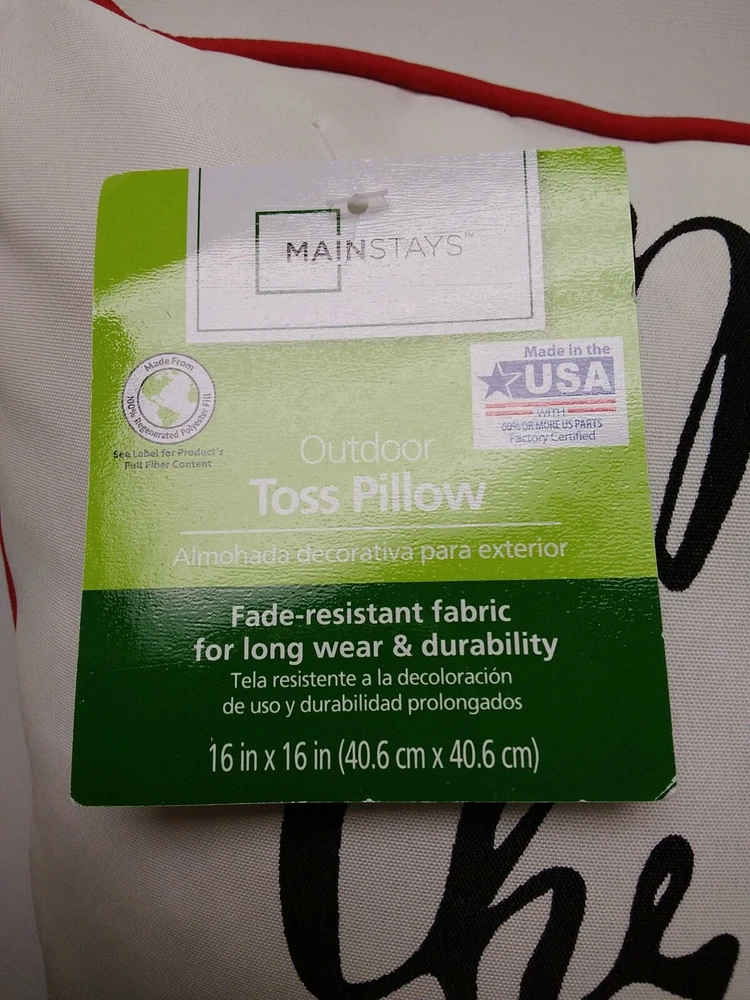 MAINSTAYS™
Made From
100% Regenerated Polyester Fill
See Label for Product's
Full Fiber Content
Made in the
USA
WITH
60% OR MORE US PARTS
Factory Certified
Outdoor
Toss Pillow
Almohada decorativa para exterior
Fade-resistant fabric
for long wear & durability
Tela resistente a la decoloración
de uso y durabilidad prolongados
16 in x 16 in (40.6 cm x 40.6 cm)
the